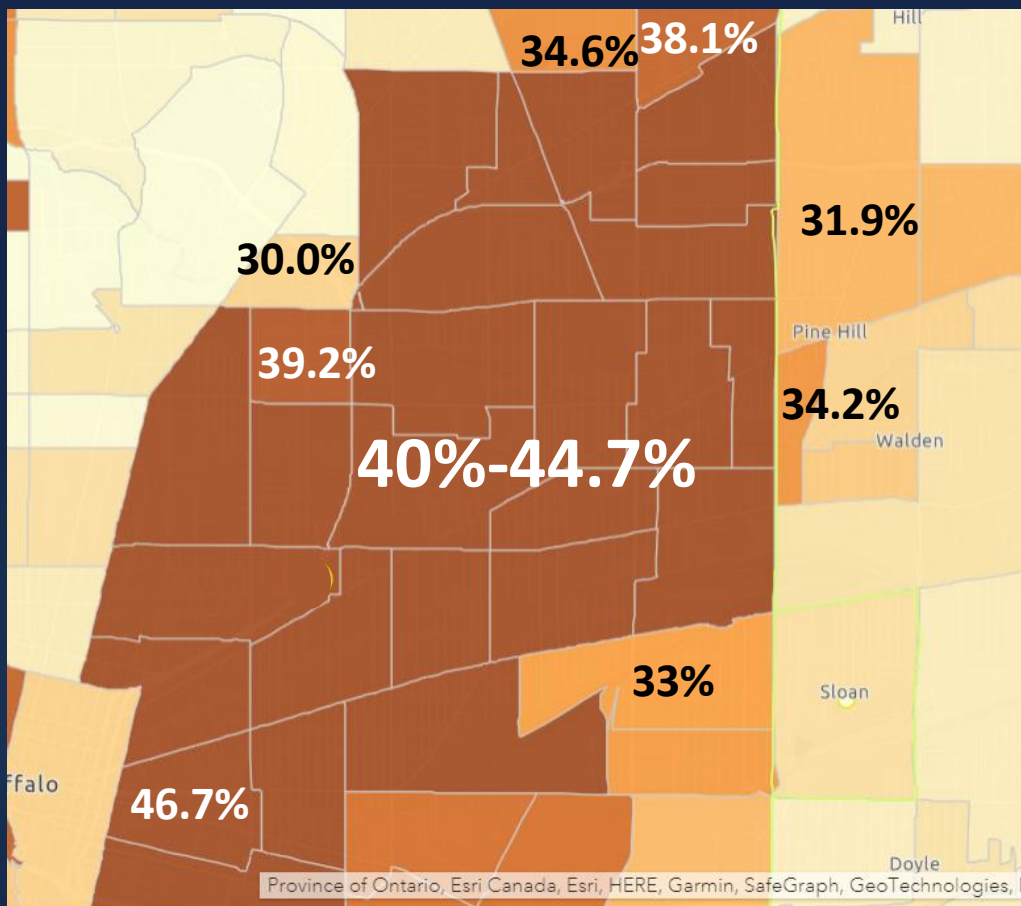 Hill
34.6%
38.1%
31.9%
30.0%
Pine Hill
39.2%
34.2%
Walden
40%-44.7%
33%
Sloan
ffalo
46.7%
Doyle
Province of Ontario, Esri Canada, Esri, HERE, Garmin, SafeGraph, GeoTechnologies,